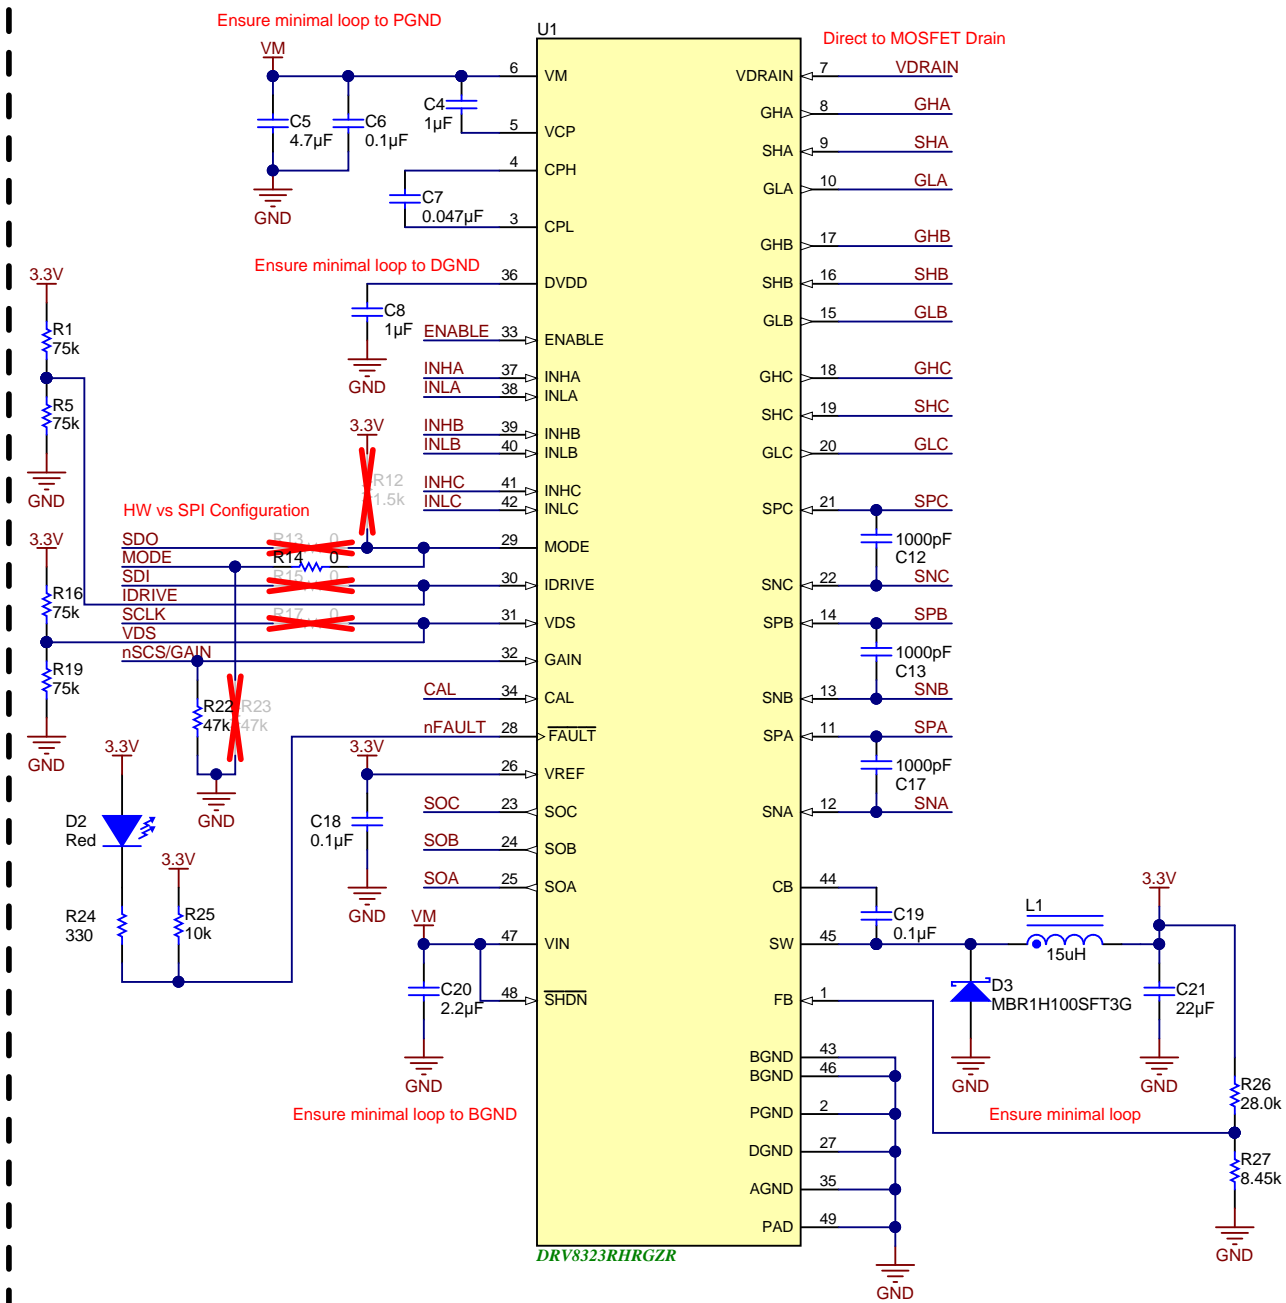 Ensure minimal loop to PGND
U1
Direct to MOSFET Drain
VM
6
VM
VDRAIN
7
VDRAIN
C5
4.7µF
C6
0.1µF
C4
1µF
5
VCP
GHA
8
GHA
SHA
9
SHA
4
CPH
GLA
10
GLA
C7
0.047µF
GND
3
CPL
GHB
17
GHB
Ensure minimal loop to DGND
36
DVDD
SHB
16
SHB
C8
1µF
GLB
15
GLB
GND
ENABLE
33
ENABLE
INHA
37
INHA
GHC
18
GHC
INLA
38
INLA
SHC
19
SHC
INHB
39
INHB
INLB
40
INLB
GLC
20
GLC
INHC
41
INHC
INLC
42
INLC
SPC
21
SPC
1000pF
C12
SNC
22
SNC
3.3V
R1
75k
R5
75k
GND
3.3V
R12
1.5k
HW vs SPI Configuration
SDO
R13
0
29
MODE
MODE
R14
0
SDI
R15
0
30
IDRIVE
IDRIVE
SCLK
R17
0
31
VDS
VDS
nSCS/GAIN
32
GAIN
3.3V
R16
75k
R19
75k
GND
SPB
14
SPB
1000pF
C13
SNB
13
SNB
R22
47k
R23
47k
GND
CAL
34
CAL
nFAULT
28
FAULT
SPA
11
SPA
1000pF
C17
SNA
12
SNA
3.3V
26
VREF
C18
0.1µF
GND
SOC
23
SOC
SOB
24
SOB
SOA
25
SOA
3.3V
D2
Red
R24
330
3.3V
R25
10k
VM
47
VIN
C20
2.2µF
48
SHDN
GND
Ensure minimal loop to BGND
CB
44
C19
0.1µF
SW
45
L1
15uH
3.3V
D3
MBR1H100SFT3G
GND
C21
22µF
GND
FB
1
BGND
43
BGND
46
PGND
2
DGND
27
AGND
35
PAD
49
GND
Ensure minimal loop
R26
28.0k
R27
8.45k
GND
DRV8323RHRGZR